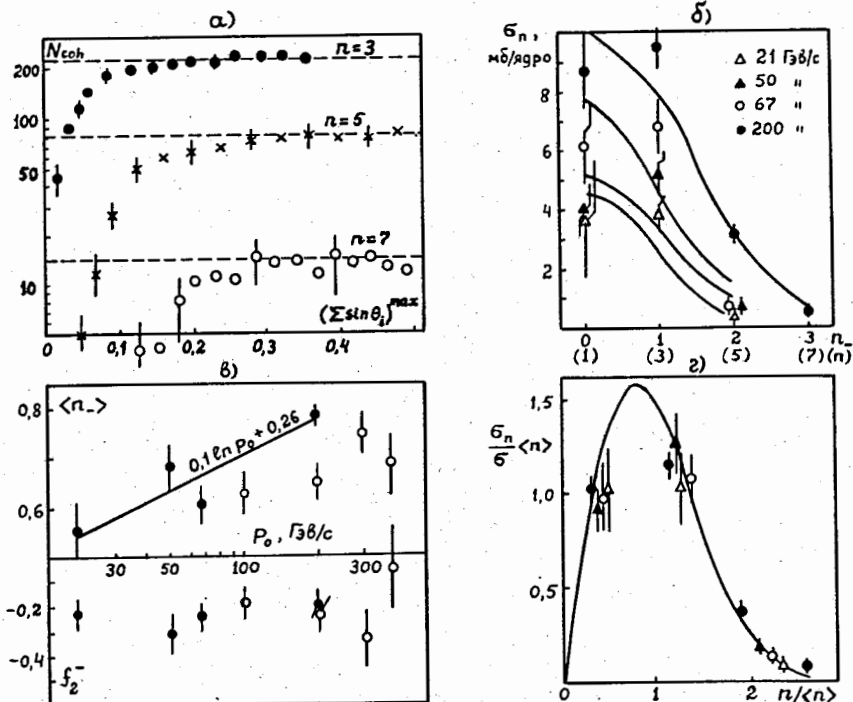 а)
N_coh
n=3
200
100
n=5
50
n=7
10
(Σ sin θ_i)^max
0 0,1 0,2 0,3 0,4
б)
σ_n, мб/ядро
△ 21 ГэВ/с
▲ 50 "
○ 67 "
● 200 "
8
6
4
2
0 1 2 3 n_-
(1) (3) (5) (7) (n)
в)
<n_->
0,8
0,1 ln P₀ + 0,26
0,6
P₀, ГэВ/с
30 50 100 300
-0,2
-0,4
f₂⁻
г)
σ_n/σ <n>
1,5
1,0
0,5
0 1 2 n/<n>